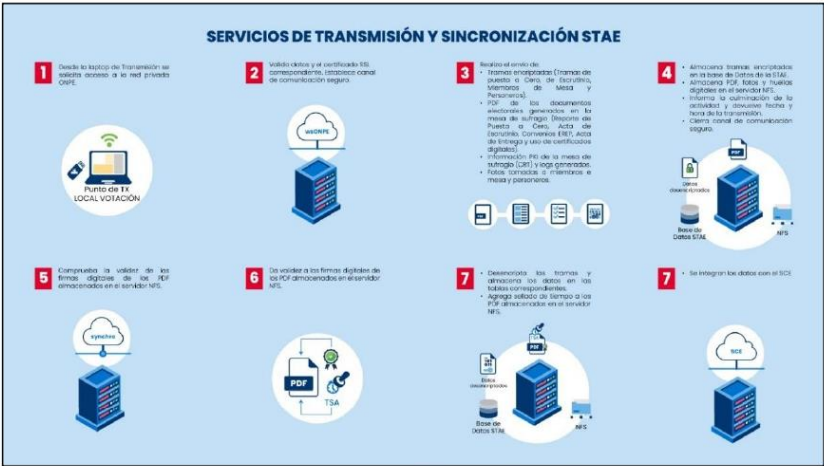 SERVICIOS DE TRANSMISIÓN Y SINCRONIZACIÓN STAE
1
Desde la laptop de Transmisión se
solicita acceso a la red privada
ONPE.
Punto de TX
LOCAL VOTACIÓN
2
Valida datos y el certificado SSL
correspondiente. Establece canal
de comunicación seguro.
WsONPE
3
Realiza el envío de:
• Tramas encriptadas (Tramas de
puesta a Cero, de Escrutinio,
Miembros de Mesa y
Personeros).
• PDF de los documentos
electorales generados en la
mesa de sufragio (Reporte de
Puesta a Cero, Acta de
Escrutinio, Convenios EREP, Acta
de Entrega y uso de certificados
digitales).
• Información de la mesa de
sufragio y logs generados.
• Fotos tomadas a miembros de
mesa y personeros.
4
• Almacena tramas encriptadas
en la base de Datos de la STAE.
• Almacena PDF, fotos y huellas
digitales en el servidor NFS.
• Informa la culminación de la
actividad y devuelve fecha y
hora de la transmisión.
• Cierra canal de comunicación
seguro.
PDF
Datos
Base de
Datos STAE
NFS
5
Comprueba la validez de las
firmas digitales de los PDF
almacenados en el servidor NFS.
synchro
6
Da validez a las firmas digitales de
los PDF almacenados en el servidor
NFS.
PDF
TSA
7
• Desencripta las tramas y
almacena los datos en las
tablas correspondientes.
• Agrega sellado de tiempo a los
PDF almacenados en el servidor
NFS.
PDF
Datos
desencriptados
Base de
Datos STAE
NFS
7
• Se integran los datos con el SCE
SCE